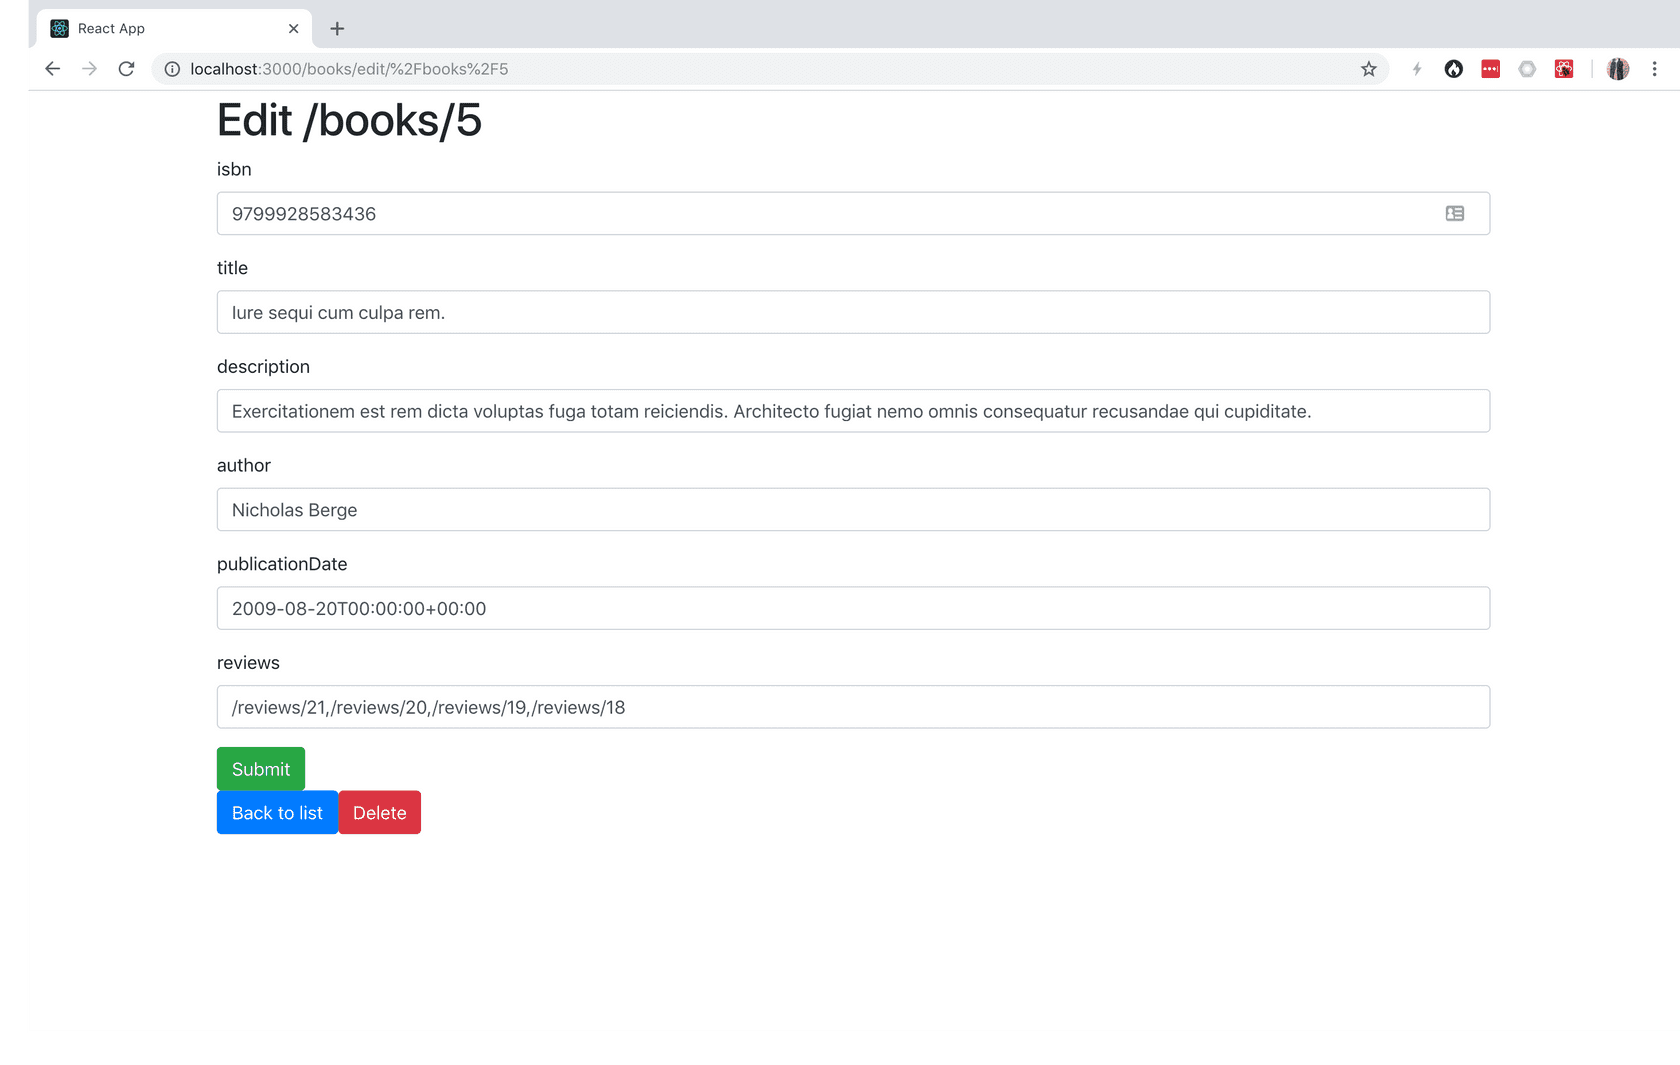 React App
localhost:3000/books/edit/%2Fbooks%2F5
Edit /books/5
isbn
9799928583436
title
Iure sequi cum culpa rem.
description
Exercitationem est rem dicta voluptas fuga totam reiciendis. Architecto fugiat nemo omnis consequatur recusandae qui cupiditate.
author
Nicholas Berge
publicationDate
2009-08-20T00:00:00+00:00
reviews
/reviews/21,/reviews/20,/reviews/19,/reviews/18
Submit
Back to list Delete